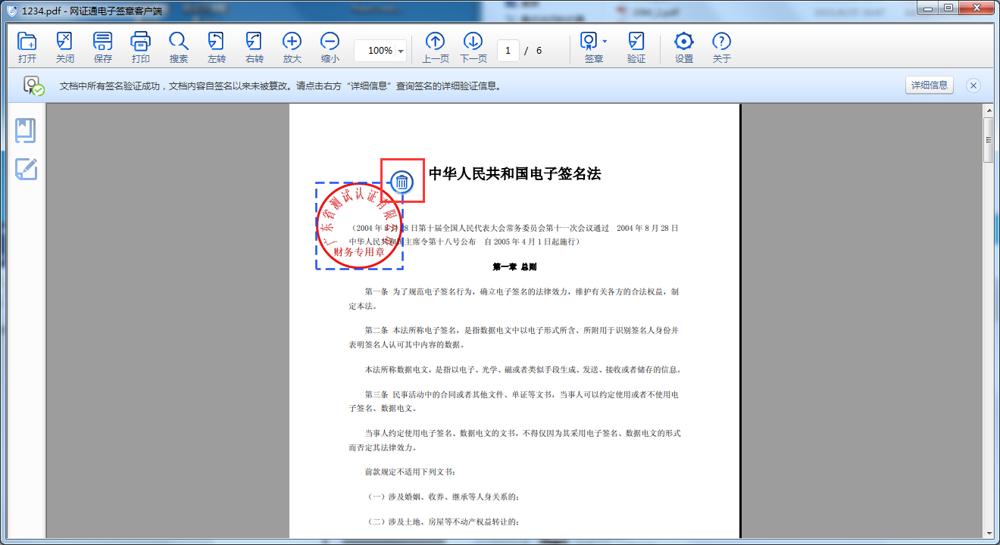 1234.pdf - 网证通电子签章客户端
打开 关闭 保存 打印 搜索 左转 右转 放大 缩小 100% 上一页 下一页 1 / 6 签章 验证 设置 关于
文档中所有签名验证成功，文档内容自签名以来未被篡改。请点击右方“详细信息”查询签名的详细验证信息。 详细信息
中华人民共和国电子签名法
广东省测试认证有限公司
财务专用章
（2004 年 8 月 28 日第十届全国人民代表大会常务委员会第十一次会议通过 2004 年 8 月 28 日
中华人民共和国主席令第十八号公布 自 2005 年 4 月 1 日起施行）
第一章 总则
第一条 为了规范电子签名行为，确立电子签名的法律效力，维护有关各方的合法权益，制
定本法。
第二条 本法所称电子签名，是指数据电文中以电子形式所含、所附用于识别签名人身份并
表明签名人认可其中内容的数据。
本法所称数据电文，是指以电子、光学、磁或者类似手段生成、发送、接收或者储存的信息。
第三条 民事活动中的合同或者其他文件、单证等文书，当事人可以约定使用或者不使用电
子签名、数据电文。
当事人约定使用电子签名、数据电文的文书，不得仅因为其采用电子签名、数据电文的形式
而否定其法律效力。
前款规定不适用下列文书：
（一）涉及婚姻、收养、继承等人身关系的；
（二）涉及土地、房屋等不动产权益转让的；